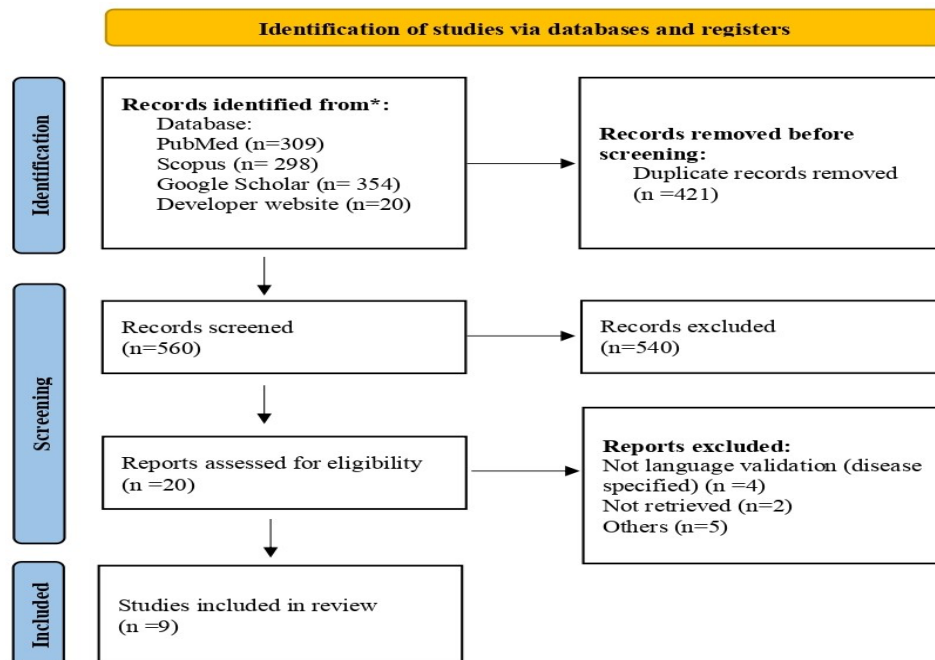 Identification of studies via databases and registers
Identification
Records identified from*:
Database:
PubMed (n=309)
Scopus (n= 298)
Google Scholar (n= 354)
Developer website (n=20)
Records removed before
screening:
Duplicate records removed
(n =421)
Screening
Records screened
(n=560)
Records excluded
(n=540)
Reports assessed for eligibility
(n =20)
Reports excluded:
Not language validation (disease
specified) (n =4)
Not retrieved (n=2)
Others (n=5)
Included
Studies included in review
(n =9)